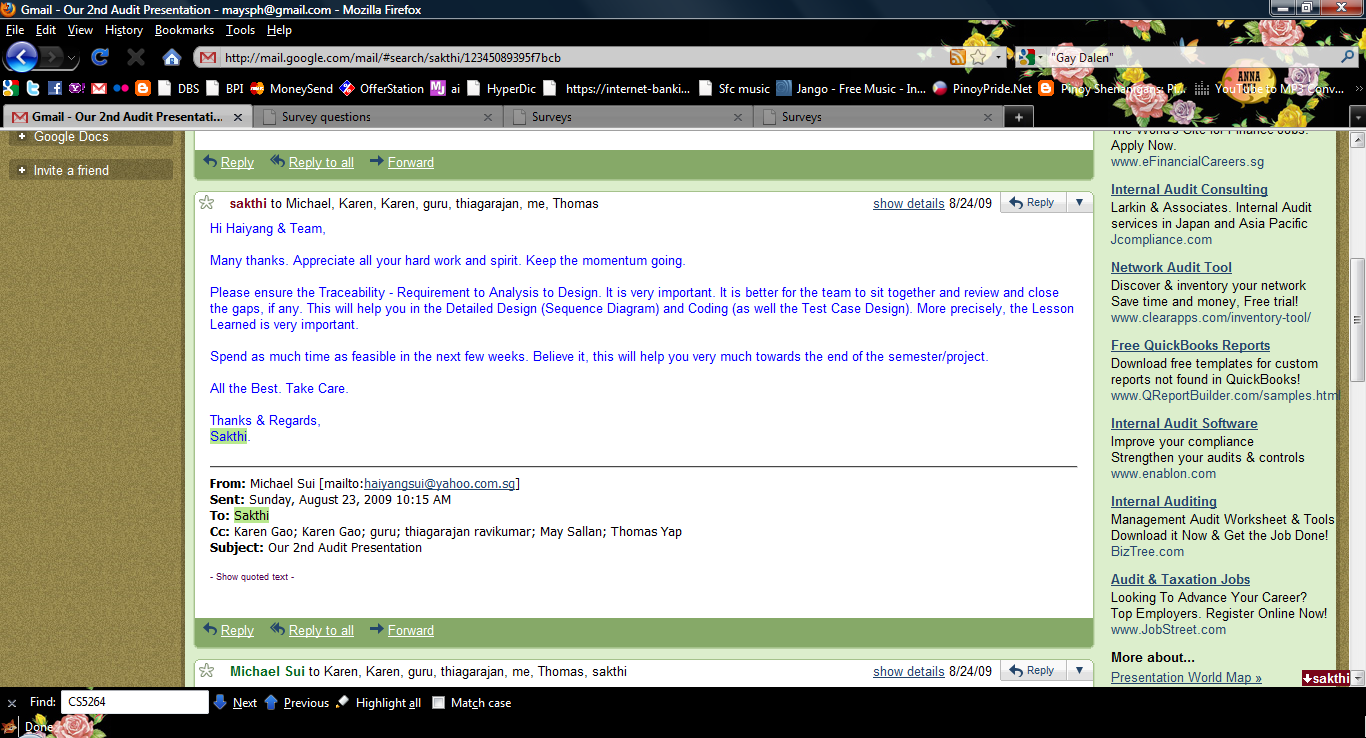 Gmail - Our 2nd Audit Presentation - maysph@gmail.com - Mozilla Firefox
File Edit View History Bookmarks Tools Help
http://mail.google.com/mail/#search/sakthi/12345089395f7bcb
"Gay Dalen"
DBS BPI MoneySend OfferStation ai HyperDic https://internet-banki... Sfc music Jango - Free Music - In... PinoyPride.Net Pinoy Shenanigans: Pi... YouTube to MP3 Conv...
ANNA
Gmail - Our 2nd Audit Presentati... Survey questions Surveys Surveys
Google Docs
Invite a friend
Reply Reply to all Forward
sakthi to Michael, Karen, Karen, guru, thiagarajan, me, Thomas show details 8/24/09 Reply
Hi Haiyang & Team,
Many thanks. Appreciate all your hard work and spirit. Keep the momentum going.
Please ensure the Traceability - Requirement to Analysis to Design. It is very important. It is better for the team to sit together and review and close
the gaps, if any. This will help you in the Detailed Design (Sequence Diagram) and Coding (as well the Test Case Design). More precisely, the Lesson
Learned is very important.
Spend as much time as feasible in the next few weeks. Believe it, this will help you very much towards the end of the semester/project.
All the Best. Take Care.
Thanks & Regards,
Sakthi.
From: Michael Sui [mailto:haiyangsui@yahoo.com.sg]
Sent: Sunday, August 23, 2009 10:15 AM
To: Sakthi
Cc: Karen Gao; Karen Gao; guru; thiagarajan ravikumar; May Sallan; Thomas Yap
Subject: Our 2nd Audit Presentation
- Show quoted text -
Reply Reply to all Forward
Michael Sui to Karen, Karen, guru, thiagarajan, me, Thomas, sakthi show details 8/24/09 Reply
The World's Site for Finance Jobs.
Apply Now.
www.eFinancialCareers.sg
Internal Audit Consulting
Larkin & Associates. Internal Audit
services in Japan and Asia Pacific
Jcompliance.com
Network Audit Tool
Discover & inventory your network
Save time and money, Free trial!
www.clearapps.com/inventory-tool/
Free QuickBooks Reports
Download free templates for custom
reports not found in QuickBooks!
www.QReportBuilder.com/samples.html
Internal Audit Software
Improve your compliance
Strengthen your audits & controls
www.enablon.com
Internal Auditing
Management Audit Worksheet & Tools
Download it Now & Get the Job Done!
BizTree.com
Audit & Taxation Jobs
Looking To Advance Your Career?
Top Employers. Register Online Now!
www.JobStreet.com
More about...
Presentation World Map »
sakthi
Find: CS5264 Next Previous Highlight all Match case
Done